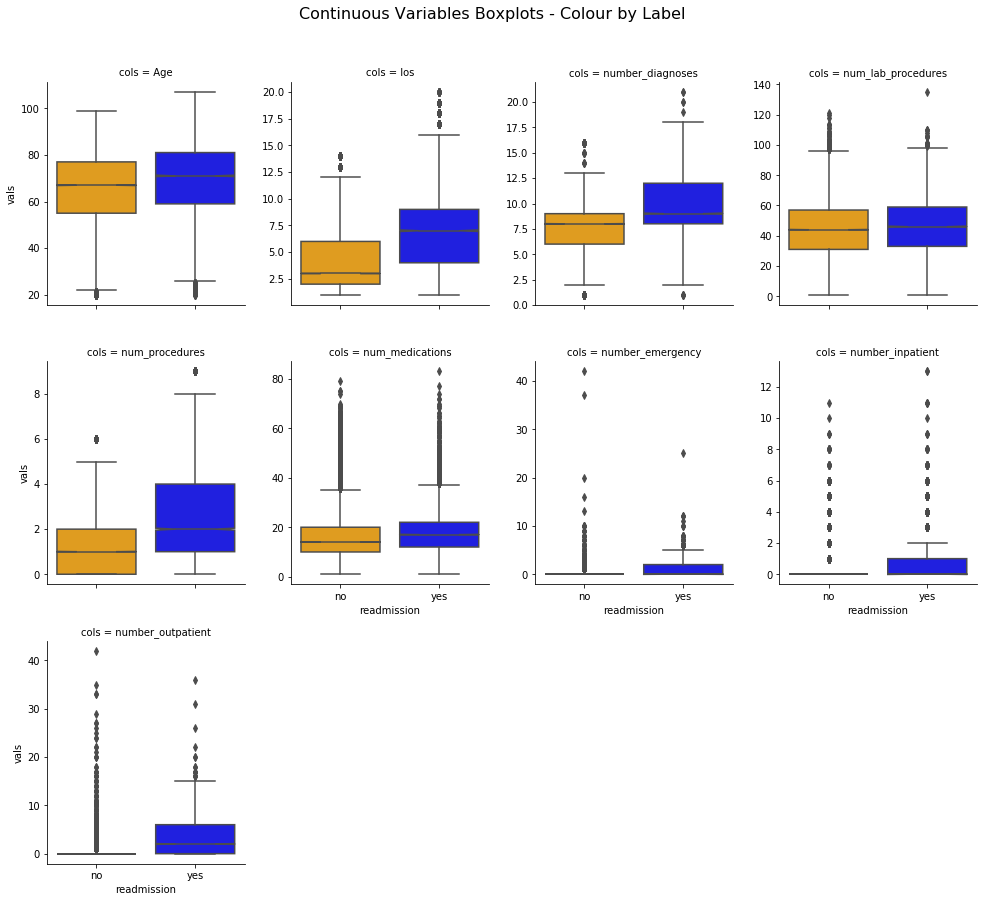 Continuous Variables Boxplots - Colour by Label
cols = Age
cols = los
cols = number_diagnoses
cols = num_lab_procedures
vals
100
80
60
40
20
20.0
17.5
15.0
12.5
10.0
7.5
5.0
2.5
20.0
17.5
15.0
12.5
10.0
7.5
5.0
2.5
0.0
140
120
100
80
60
40
20
0
cols = num_procedures
cols = num_medications
cols = number_emergency
cols = number_inpatient
vals
8
6
4
2
0
80
60
40
20
0
40
30
20
10
0
12
10
8
6
4
2
0
no
yes
no
yes
no
yes
readmission
readmission
readmission
cols = number_outpatient
vals
40
30
20
10
0
no
yes
readmission